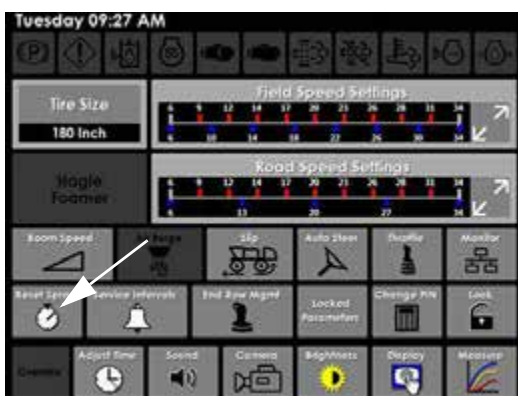 Tuesday 09:27 AM
Tire Size
180 Inch
Field Speed Settings
6 9 12 14 17 20 23 26 28 31 34
6 10 14 18 22 26 30 34
Hagie
Foamer
Road Speed Settings
6 9 12 14 17 20 23 26 28 31 34
6 13 20 27 34
Boom Speed
Slip
Auto Steer
Throttle
Monitor
Reset
Service Intervals
End Row Mgmt
Locked
Parameters
Change PIN
Lock
Adjust Time
Sound
Camera
Brightness
Display
Measure